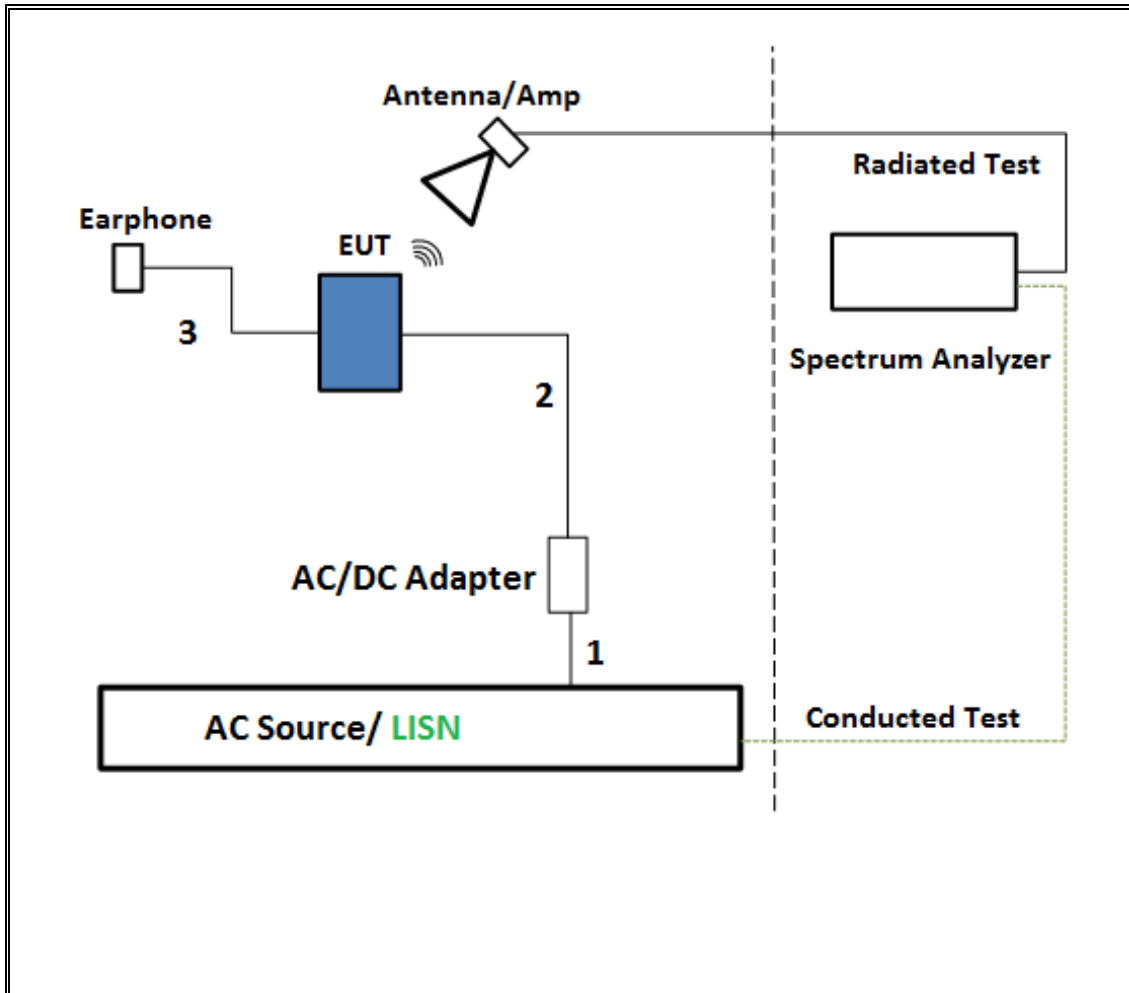 Antenna/Amp
Radiated Test
Earphone
EUT
3
Spectrum Analyzer
2
AC/DC Adapter
1
AC Source/ LISN
Conducted Test